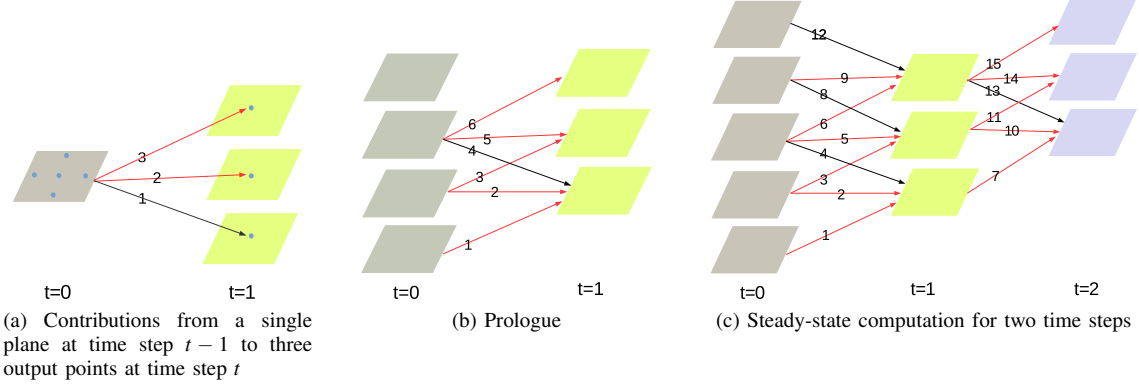 3
2
1
t=0
t=1
(a) Contributions from a single
plane at time step t − 1 to three
output points at time step t
6
5
4
3
2
1
t=0
t=1
(b) Prologue
12
15
9
14
8
13
6
11
5
10
4
3
7
2
1
t=0
t=1
t=2
(c) Steady-state computation for two time steps